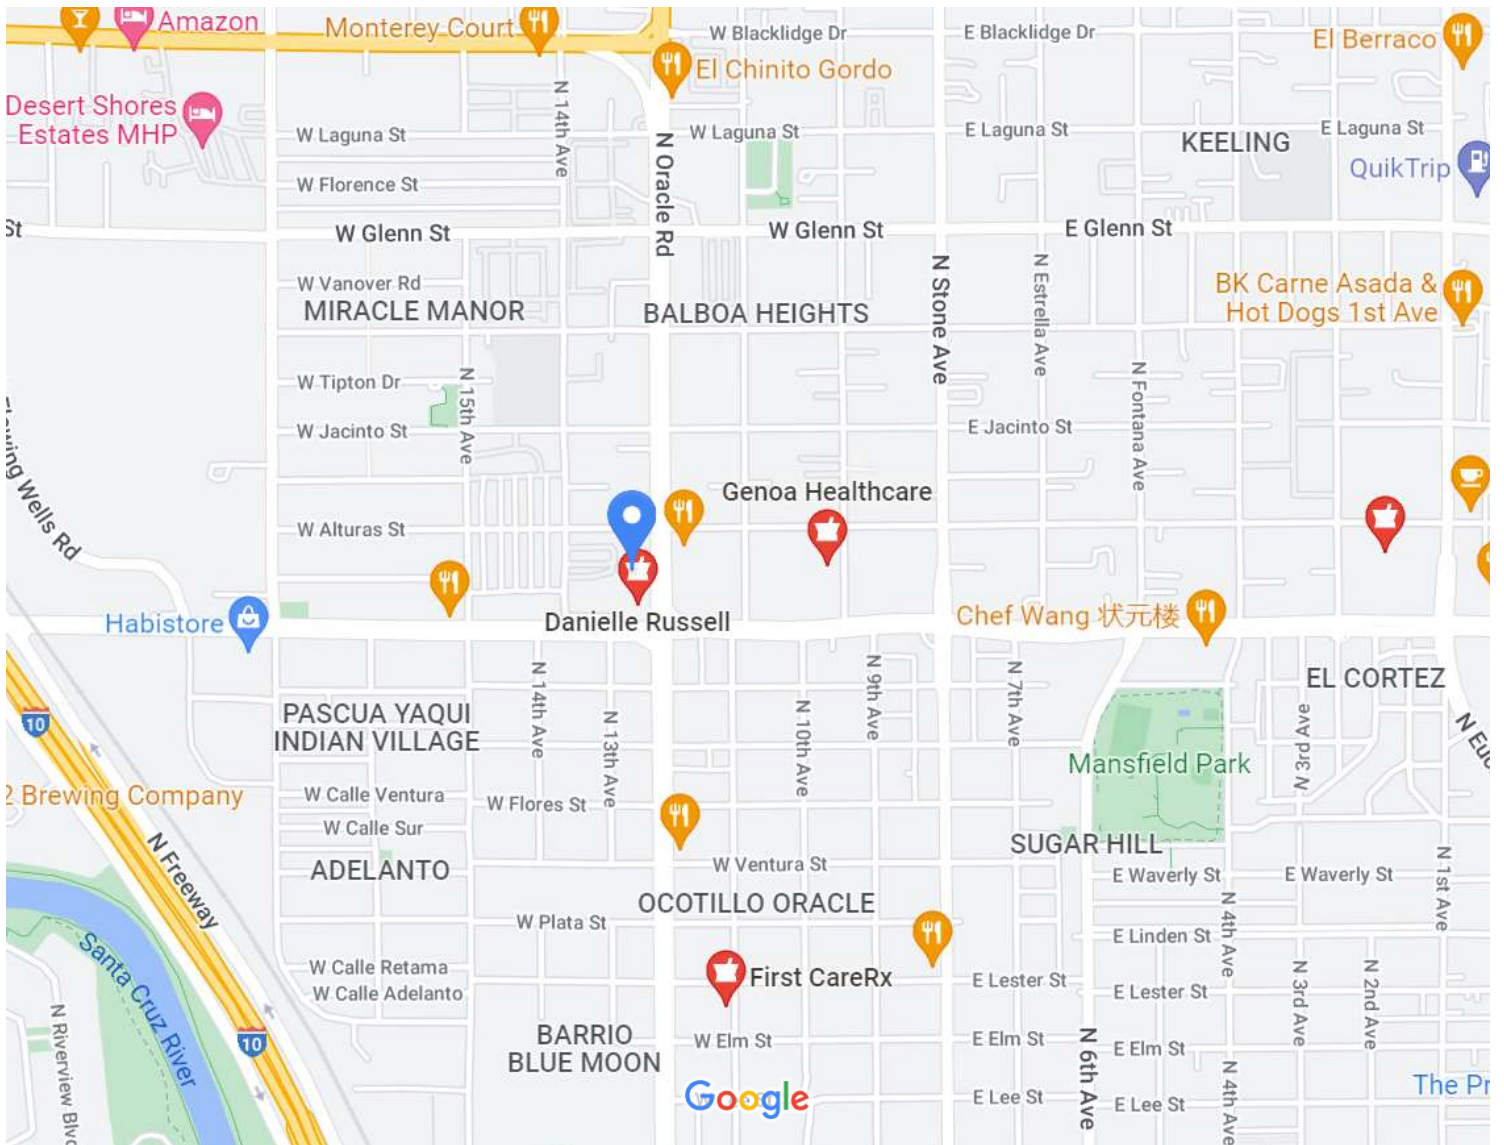 Amazon
Monterey Court
W Blacklidge Dr
E Blacklidge Dr
El Berraco
El Chinito Gordo
Desert Shores
Estates MHP
N 14th Ave
W Laguna St
N Oracle Rd
W Laguna St
E Laguna St
KEELING
E Laguna St
QuikTrip
W Florence St
St
W Glenn St
W Glenn St
E Glenn St
W Vanover Rd
MIRACLE MANOR
BALBOA HEIGHTS
N Stone Ave
N Estrella Ave
BK Carne Asada &
Hot Dogs 1st Ave
W Tipton Dr
N 15th Ave
N Fontana Ave
W Jacinto St
E Jacinto St
owing Wells Rd
Genoa Healthcare
W Alturas St
Habistore
Danielle Russell
Chef Wang 状元楼
N 14th Ave
N 13th Ave
N 10th Ave
N 9th Ave
N 7th Ave
EL CORTEZ
PASCUA YAQUI
INDIAN VILLAGE
10
N 3rd Ave
N Euc
Mansfield Park
2 Brewing Company
W Calle Ventura
W Flores St
W Calle Sur
N Freeway
ADELANTO
W Ventura St
SUGAR HILL
E Waverly St
E Waverly St
N 1st Ave
OCOTILLO ORACLE
W Plata St
N 4th Ave
E Linden St
Santa Cruz River
W Calle Retama
First CareRx
E Lester St
E Lester St
W Calle Adelanto
N 3rd Ave
N 2nd Ave
N Riverview Blvd
10
BARRIO
BLUE MOON
W Elm St
E Elm St
N 6th Ave
E Elm St
N 4th Ave
The Pr
Google
E Lee St
E Lee St